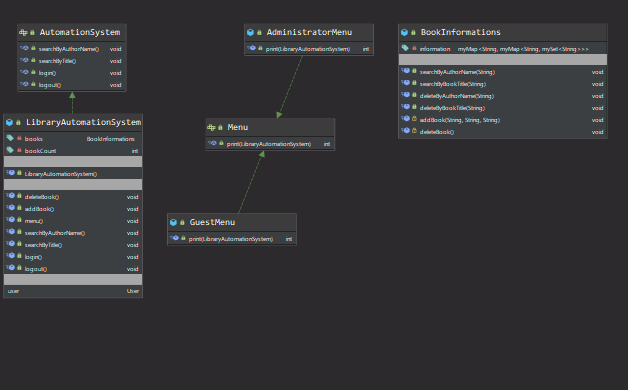 AutomationSystem
searchByAuthorName() void
searchByTitle() void
login() void
logout() void
LibraryAutomationSystem
books BookInformations
bookCount int
LibraryAutomationSystem()
deleteBook() void
addBook() void
menu() void
searchByAuthorName() void
searchByTitle() void
login() void
logout() void
user User
AdministratorMenu
print(LibraryAutomationSystem) int
Menu
print(LibraryAutomationSystem) int
GuestMenu
print(LibraryAutomationSystem) int
BookInformations
information myMap<String, myMap<String, mySet<String>>>
searchByAuthorName(String) void
searchByBookTitle(String) void
deleteByAuthorName(String) void
deleteByBookTitle(String) void
addBook(String, String, String) void
deleteBook() void